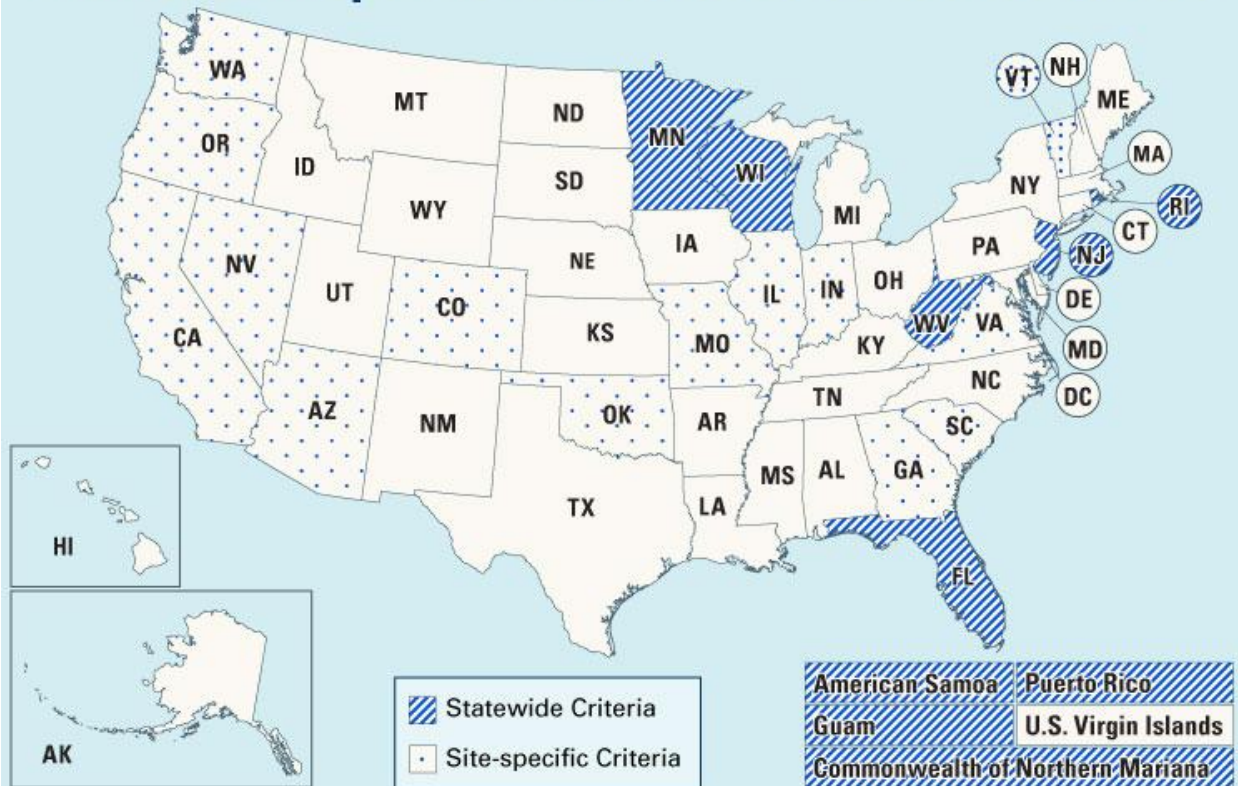 VT
NH
WA
MT
ND
MN
ME
OR
ID
SD
WI
MA
WY
NY
RI
MI
CT
NV
IA
PA
NJ
UT
NE
OH
DE
CO
IL
IN
WV
VA
CA
KS
MO
KY
MD
NC
DC
AZ
NM
OK
AR
TN
SC
MS
AL
GA
TX
LA
HI
FL
AK
Statewide Criteria
Site-specific Criteria
American Samoa
Puerto Rico
Guam
U.S. Virgin Islands
Commonwealth of Northern Mariana